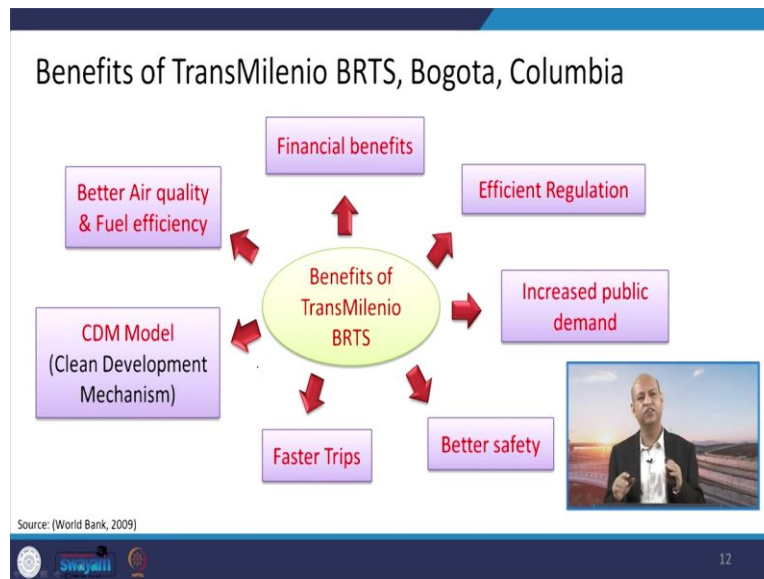 Benefits of TransMilenio BRTS, Bogota, Columbia
Financial benefits
Better Air quality
& Fuel efficiency
Efficient Regulation
Benefits of
TransMilenio
BRTS
Increased public
demand
CDM Model
(Clean Development
Mechanism)
Faster Trips
Better safety
Source: (World Bank, 2009)
swayam
12